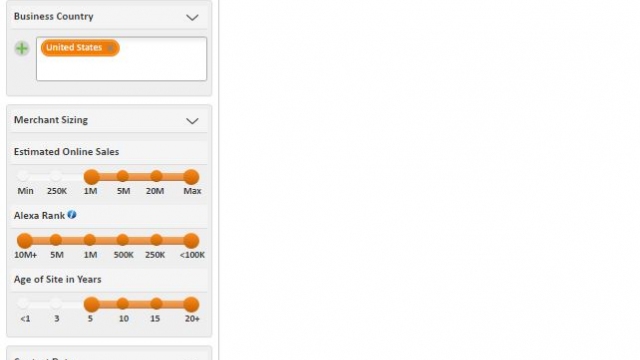 Business Country
United States
Merchant Sizing
Estimated Online Sales
Min 250K 1M 5M 20M Max
Alexa Rank
10M+ 5M 1M 500K 250K <100K
Age of Site in Years
<1 3 5 10 15 20+